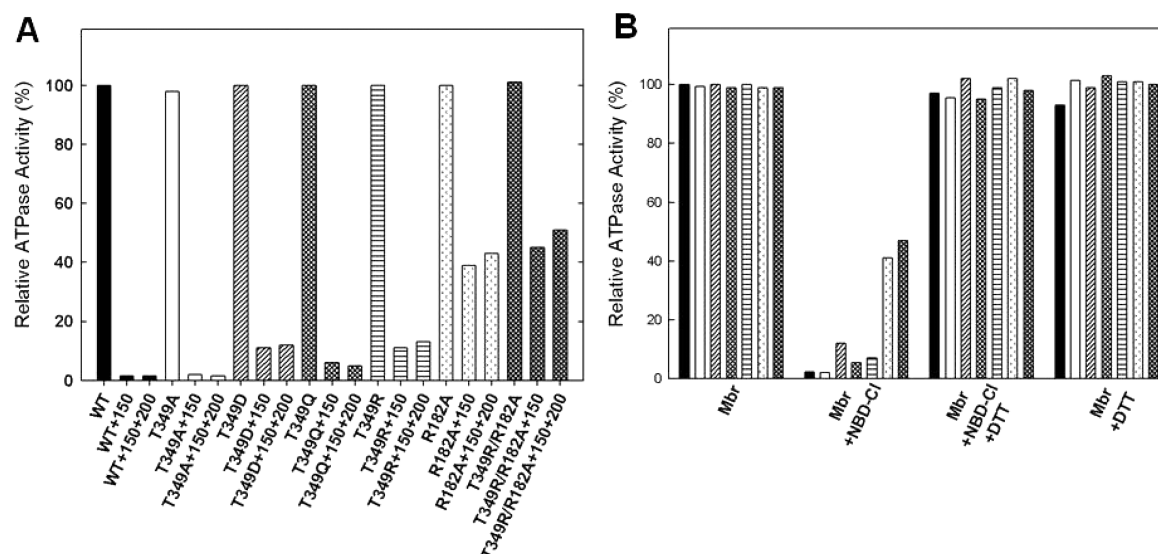 A
Relative ATPase Activity (%)
100
80
60
40
20
0
WT
WT+150
WT+150+200
T349A
T349A+150
T349A+150+200
T349D
T349D+150
T349D+150+200
T349Q
T349Q+150
T349Q+150+200
T349R
T349R+150
T349R+150+200
R182A
R182A+150
R182A+150+200
T349R/R182A
T349R/R182A+150
T349R/R182A+150+200
B
Relative ATPase Activity (%)
100
80
60
40
20
0
Mbr
Mbr
+NBD-Cl
Mbr
+NBD-Cl
+DTT
Mbr
+DTT